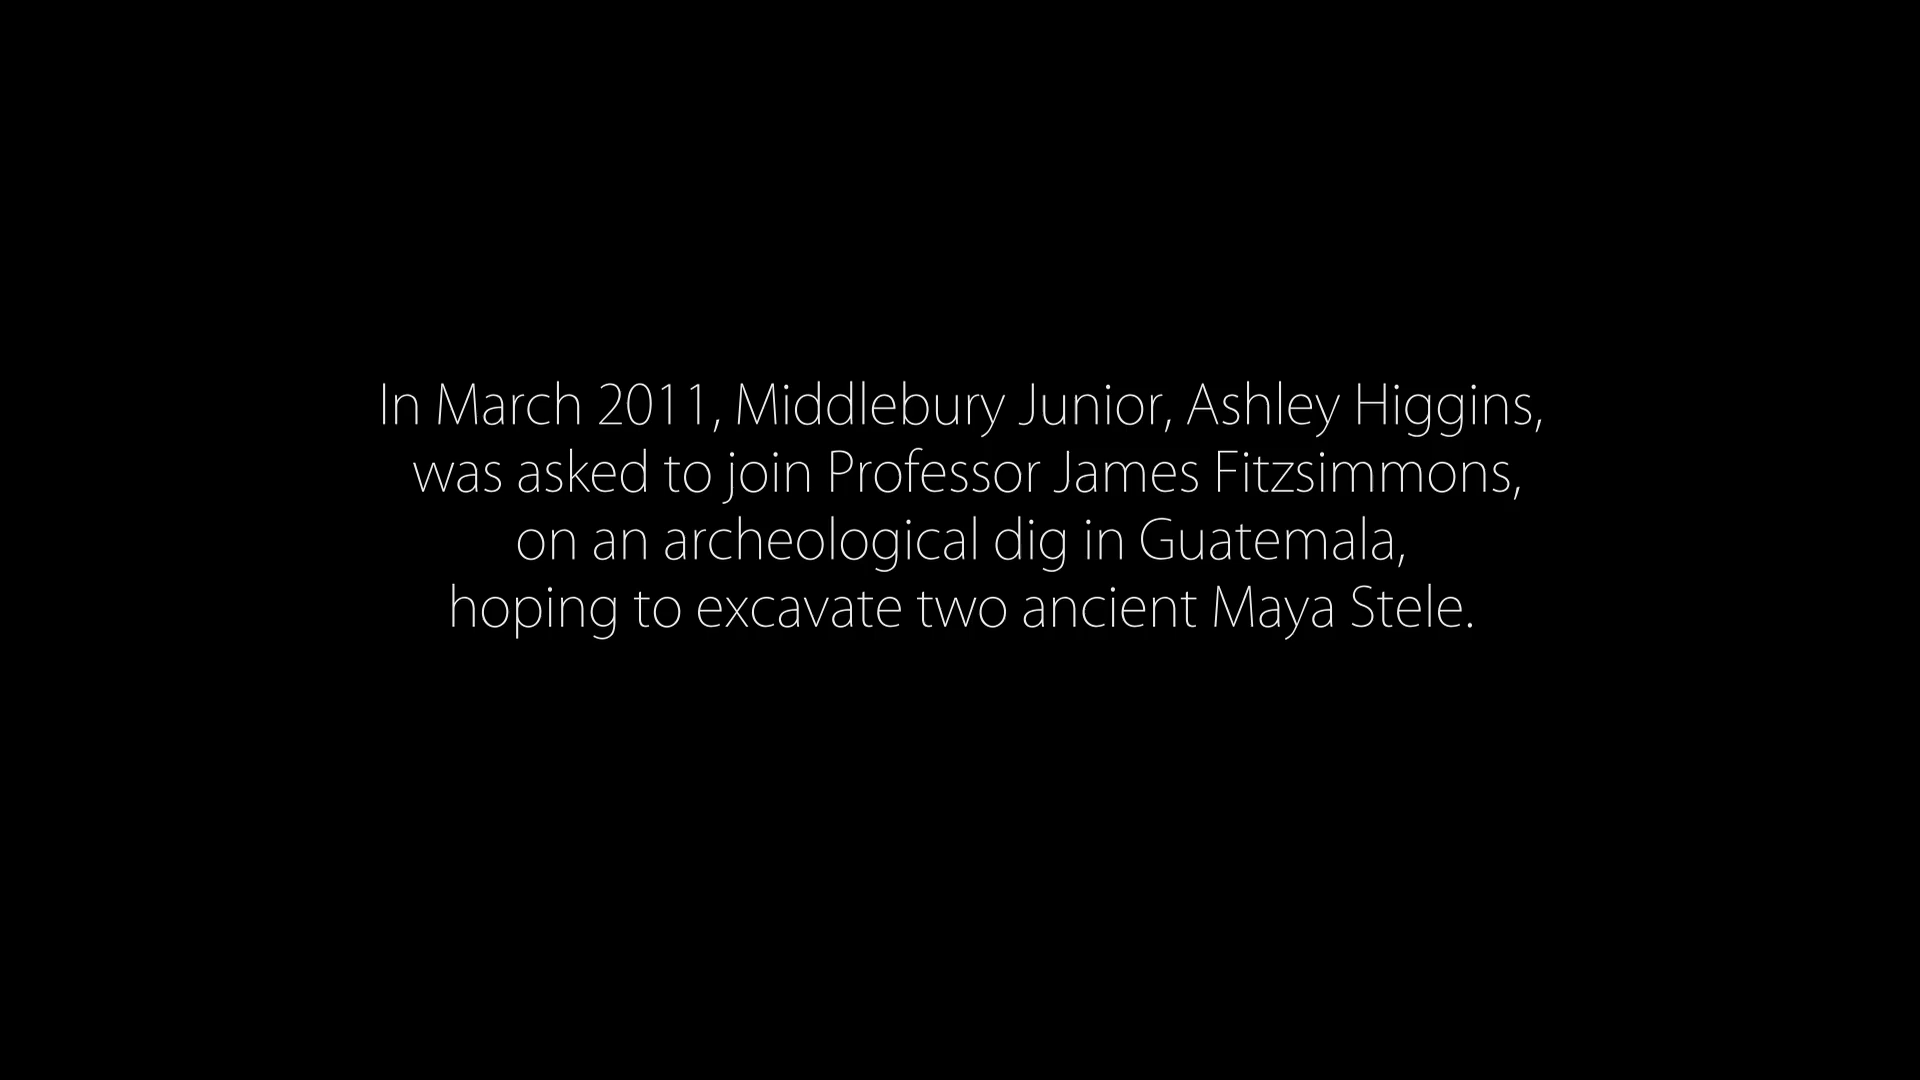 In March 2011, Middlebury Junior, Ashley Higgins,
was asked to join Professor James Fitzsimmons,
on an archeological dig in Guatemala,
hoping to excavate two ancient Maya Stele.